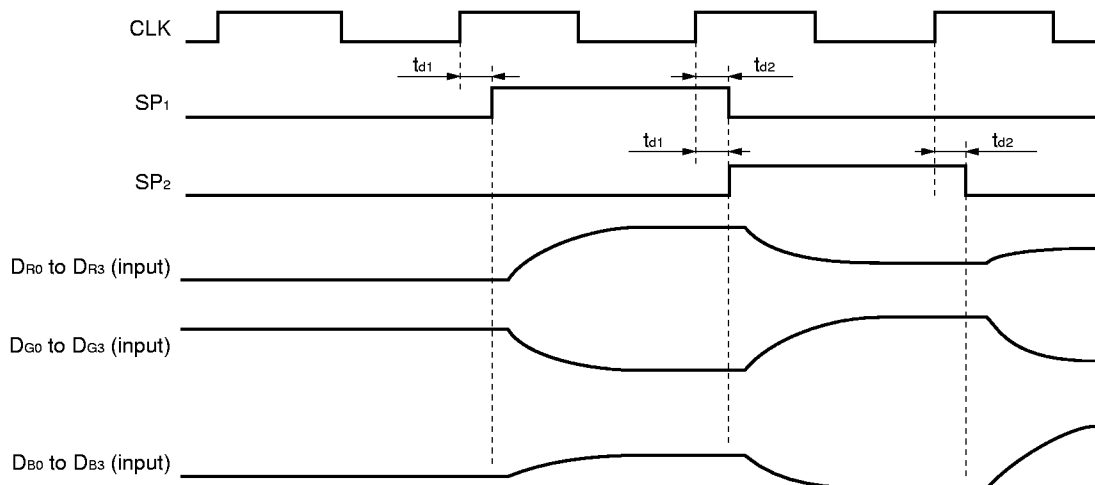 CLK
td1 td2
SP1
td1 td2
SP2
DR0 to DR3 (input)
DG0 to DG3 (input)
DB0 to DB3 (input)